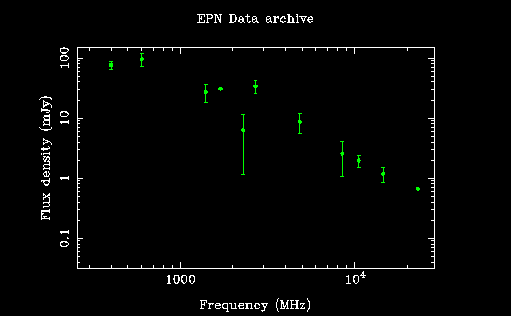 EPN Data archive
Flux density (mJy)
100
10
1
0.1
1000
10⁴
Frequency (MHz)